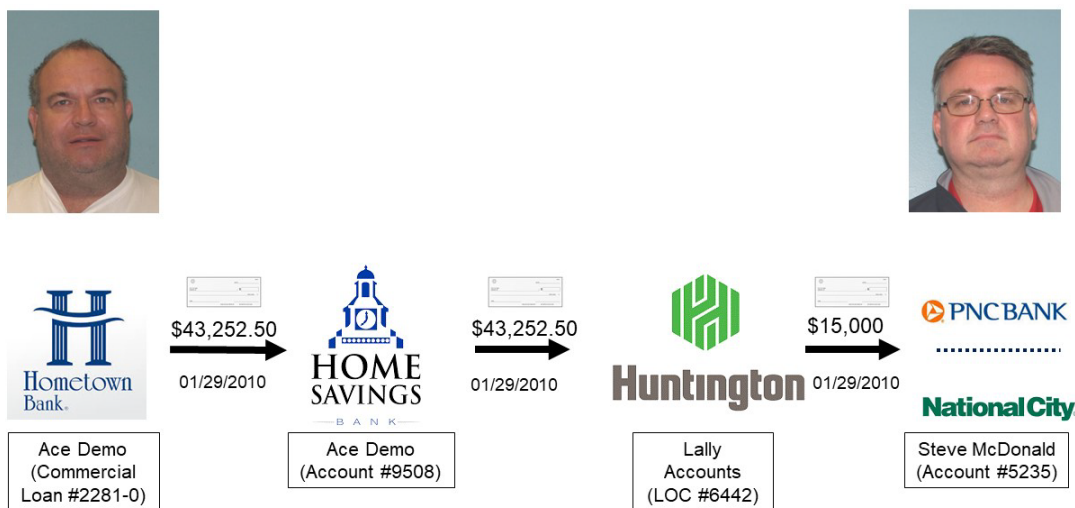 $43,252.50
01/29/2010
$43,252.50
01/29/2010
$15,000
01/29/2010
Hometown
Bank.
HOME
SAVINGS
BANK
Huntington
PNCBANK
National City
Ace Demo
(Commercial
Loan #2281-0)
Ace Demo
(Account #9508)
Lally
Accounts
(LOC #6442)
Steve McDonald
(Account #5235)